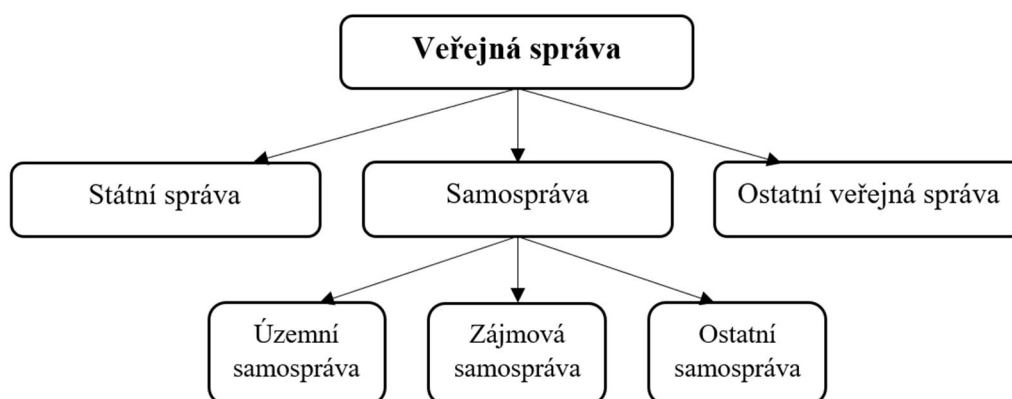 Veřejná správa
Státní správa
Samospráva
Ostatní veřejná správa
Územní
samospráva
Zájmová
samospráva
Ostatní
samospráva